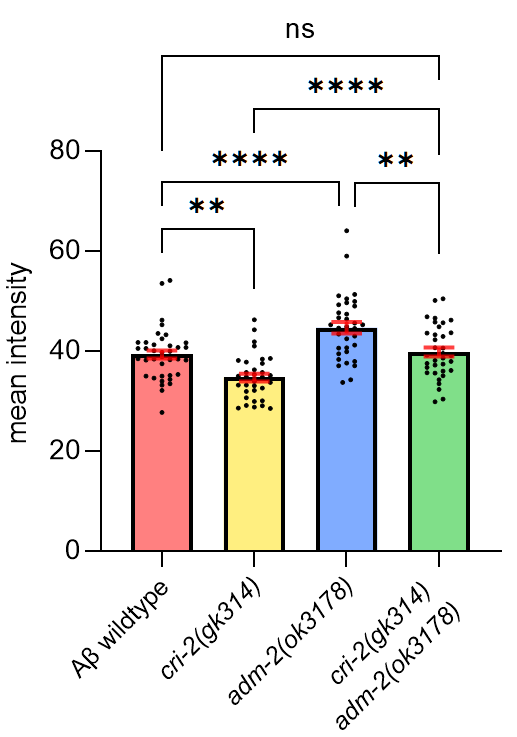 ns
****
**** **
**
80
60
40
20
0
mean intensity
Aβ wildtype
cri-2(gk314)
adm-2(ok3178)
cri-2(gk314)
adm-2(ok3178)